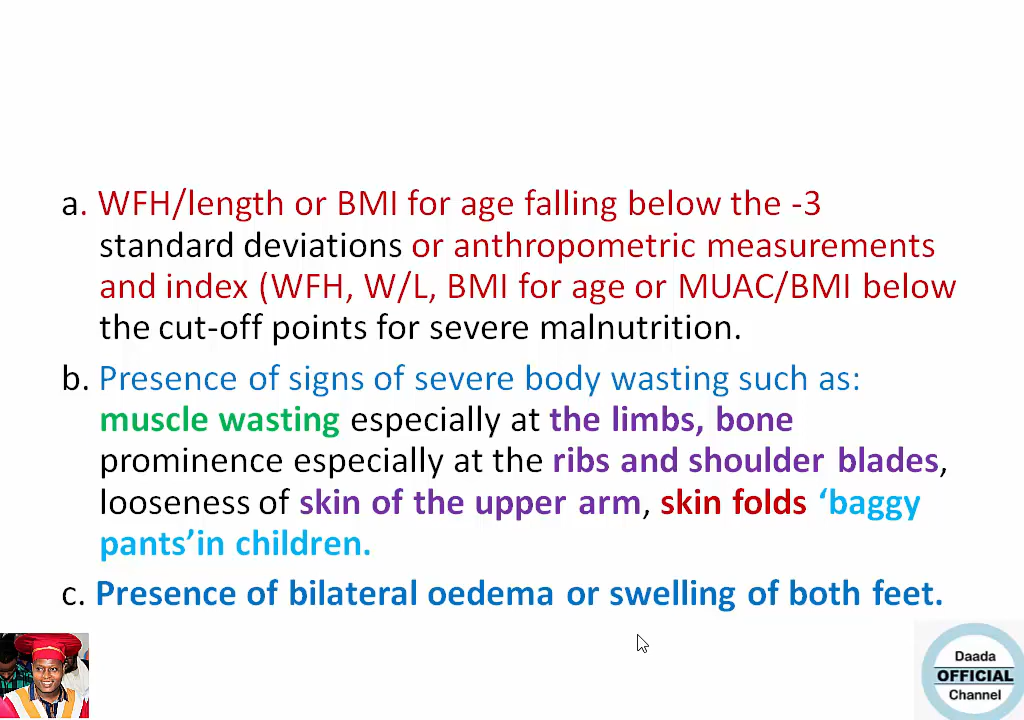 a. WFH/length or BMI for age falling below the -3
standard deviations or anthropometric measurements
and index (WFH, W/L, BMI for age or MUAC/BMI below
the cut-off points for severe malnutrition.
b. Presence of signs of severe body wasting such as:
muscle wasting especially at the limbs, bone
prominence especially at the ribs and shoulder blades,
looseness of skin of the upper arm, skin folds ‘baggy
pants’in children.
c. Presence of bilateral oedema or swelling of both feet.
Daada
OFFICIAL
Channel